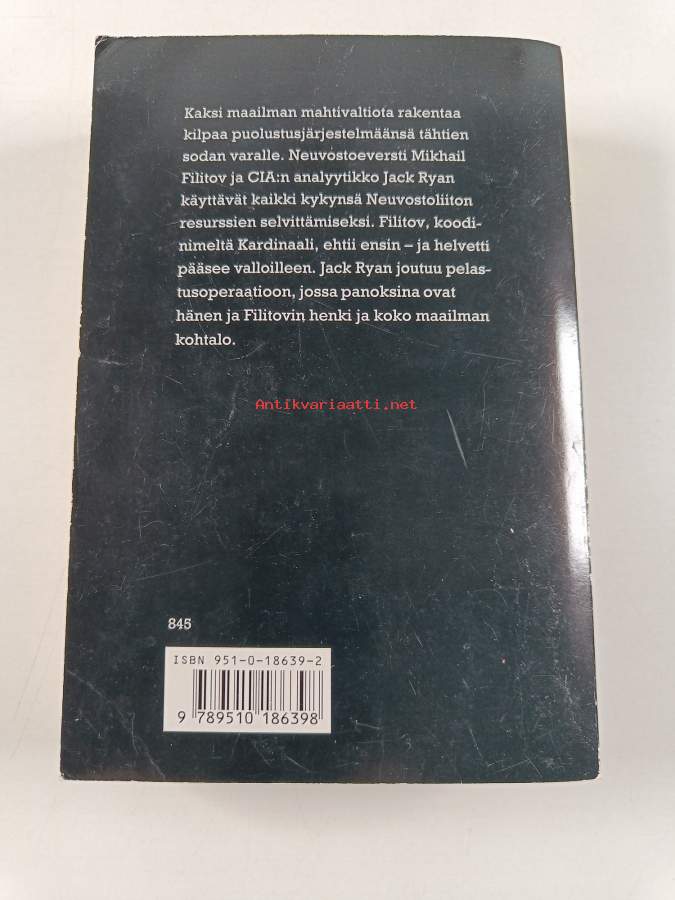 Kaksi maailman mahtivaltiota rakentaa
kilpaa puolustusjärjestelmäänsä tähtien
sodan varalle. Neuvostoeversti Mikhail
Filitov ja CIA:n analyytikko Jack Ryan
käyttävät kaikki kykynsä Neuvostoliiton
resurssien selvittämiseksi. Filitov, koodi-
nimeltä Kardinaali, ehtii ensin – ja helvetti
pääsee valloilleen. Jack Ryan joutuu pelas-
tusoperaatioon, jossa panoksina ovat
hänen ja Filitovin henki ja koko maailman
kohtalo.
Antikvariaatti.net
845
ISBN 951-0-18639-2
9 789510 186398